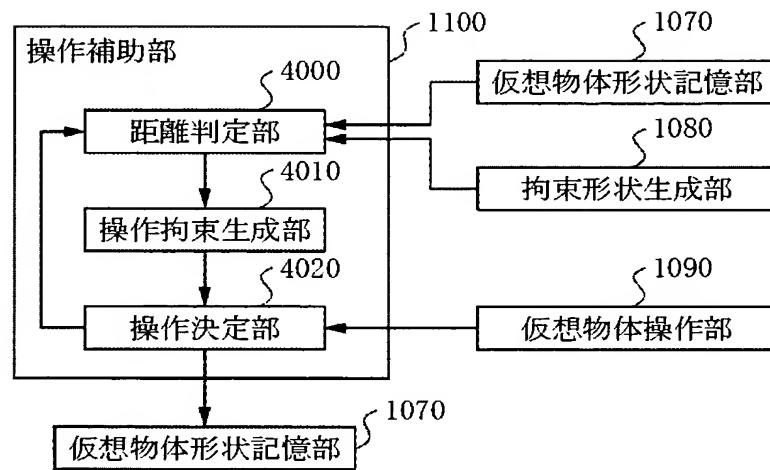 1100
操作補助部
4000
距離判定部
4010
操作拘束生成部
4020
操作決定部
1070
仮想物体形状記憶部
1080
拘束形状生成部
1090
仮想物体操作部
1070
仮想物体形状記憶部